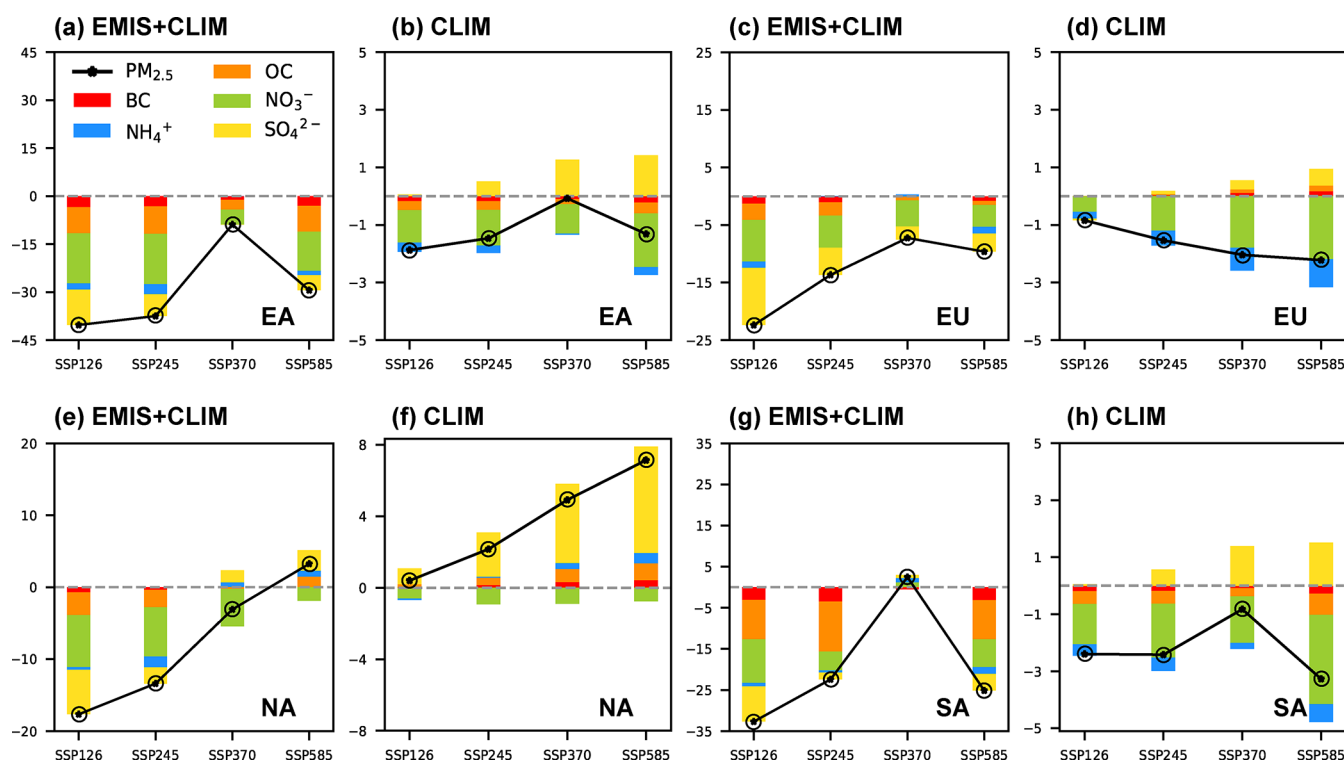 (a) EMIS+CLIM
45
30
15
0
−15
−30
−45
PM₂.₅
BC
NH₄⁺
OC
NO₃⁻
SO₄²⁻
EA
SSP126 SSP245 SSP370 SSP585
(b) CLIM
5
3
1
−1
−3
−5
EA
SSP126 SSP245 SSP370 SSP585
(c) EMIS+CLIM
25
15
5
−5
−15
−25
EU
SSP126 SSP245 SSP370 SSP585
(d) CLIM
5
3
1
−1
−3
−5
EU
SSP126 SSP245 SSP370 SSP585
(e) EMIS+CLIM
20
10
0
−10
−20
NA
SSP126 SSP245 SSP370 SSP585
(f) CLIM
8
4
0
−4
−8
NA
SSP126 SSP245 SSP370 SSP585
(g) EMIS+CLIM
35
25
15
5
−5
−15
−25
−35
SA
SSP126 SSP245 SSP370 SSP585
(h) CLIM
5
3
1
−1
−3
−5
SA
SSP126 SSP245 SSP370 SSP585